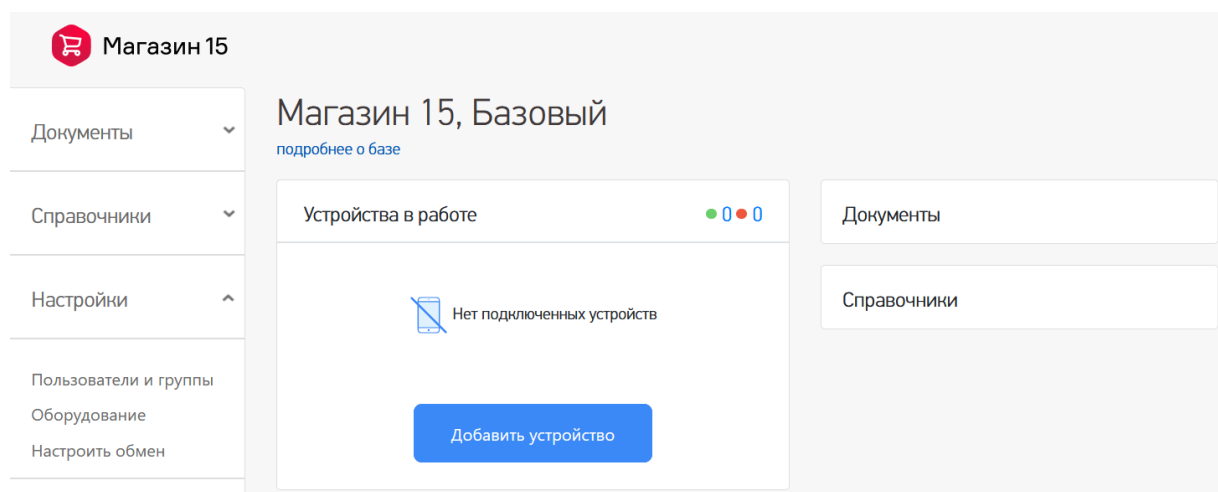 Магазин 15
Документы
Справочники
Настройки
Пользователи и группы
Оборудование
Настроить обмен
Магазин 15, Базовый
подробнее о базе
Устройства в работе 0 0
Нет подключенных устройств
Добавить устройство
Документы
Справочники